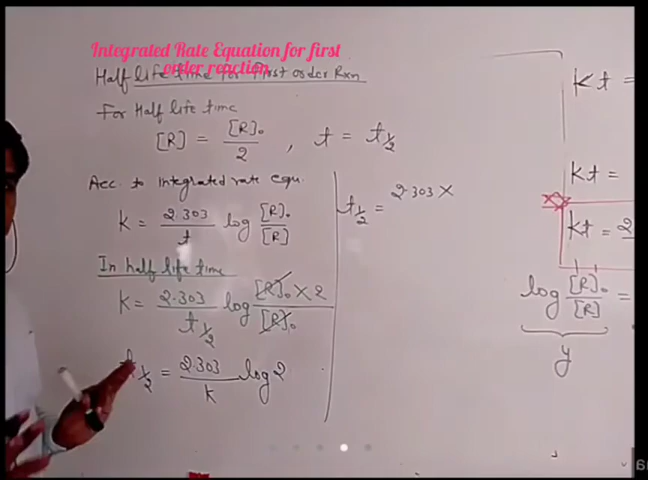 Integrated Rate Equation for first
order reaction
Half life time for First order Rxn
For Half life time
[R] = [R]₀/2 , t = t½
Acc. to Integrated rate equ.
K = 2.303/t log [R]₀/[R]
In half life time
K = 2.303/t½ log [R]₀ × 2/[R]₀
t½ = 2.303/K log 2
t½ = 2.303 ×
Kt =
Kt =
Kt = 2
log [R]₀/[R] =
y